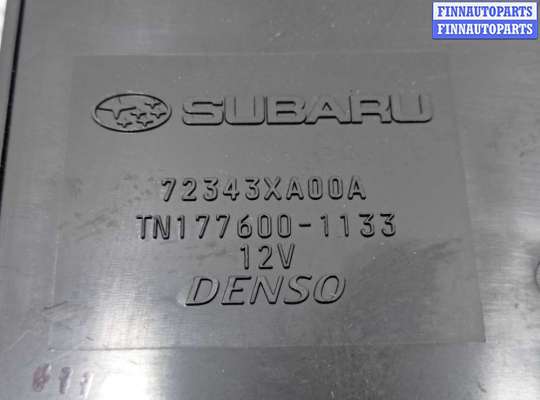 FINNAUTOPARTS
FINNAUTOPARTS
SUBARU
72343XA00A
TN177600-1133
12V
DENSO